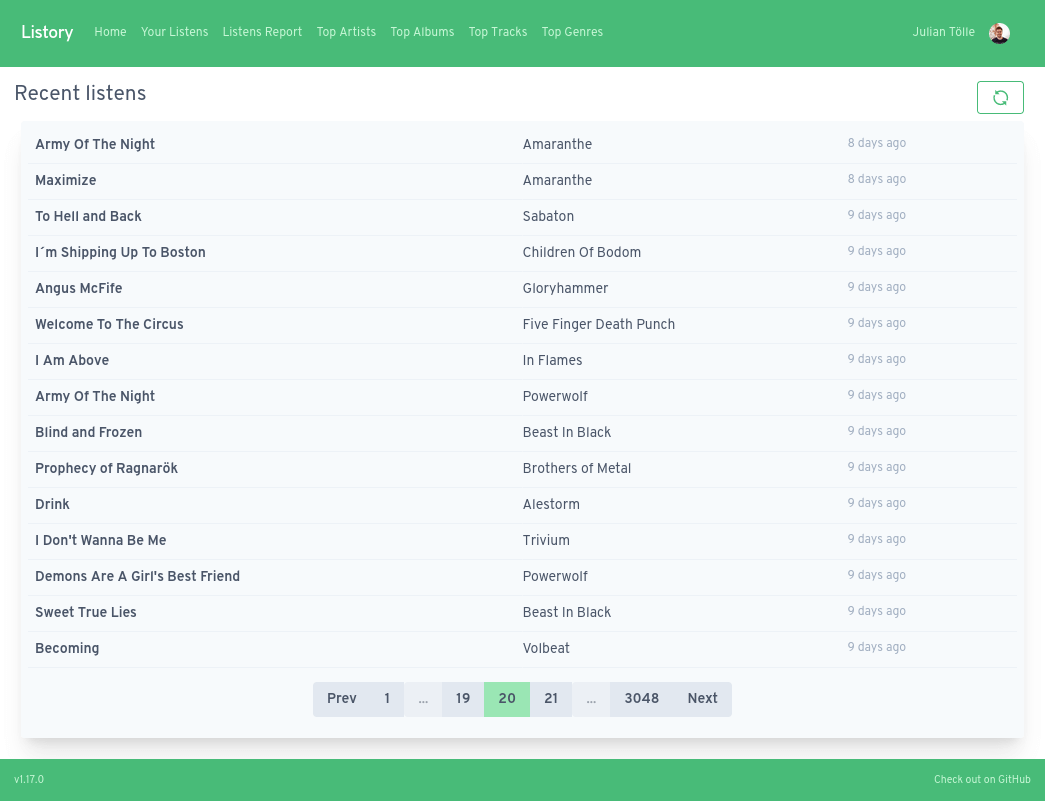 Listory Home Your Listens Listens Report Top Artists Top Albums Top Tracks Top Genres Julian Tölle
Recent listens
Army Of The Night Amaranthe 8 days ago
Maximize Amaranthe 8 days ago
To Hell and Back Sabaton 9 days ago
I´m Shipping Up To Boston Children Of Bodom 9 days ago
Angus McFife Gloryhammer 9 days ago
Welcome To The Circus Five Finger Death Punch 9 days ago
I Am Above In Flames 9 days ago
Army Of The Night Powerwolf 9 days ago
Blind and Frozen Beast In Black 9 days ago
Prophecy of Ragnarök Brothers of Metal 9 days ago
Drink Alestorm 9 days ago
I Don't Wanna Be Me Trivium 9 days ago
Demons Are A Girl's Best Friend Powerwolf 9 days ago
Sweet True Lies Beast In Black 9 days ago
Becoming Volbeat 9 days ago
Prev 1 ... 19 20 21 ... 3048 Next
v1.17.0 Check out on GitHub